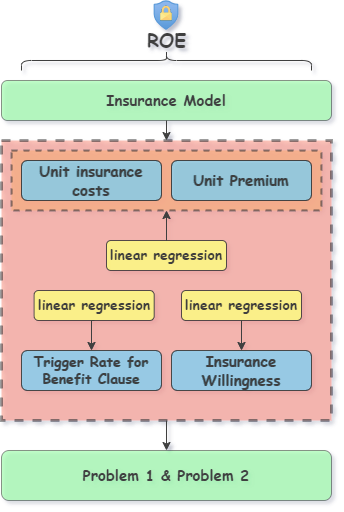 ROE
Insurance Model
Unit insurance
costs
Unit Premium
linear regression
linear regression
linear regression
Trigger Rate for
Benefit Clause
Insurance
Willingness
Problem 1 & Problem 2